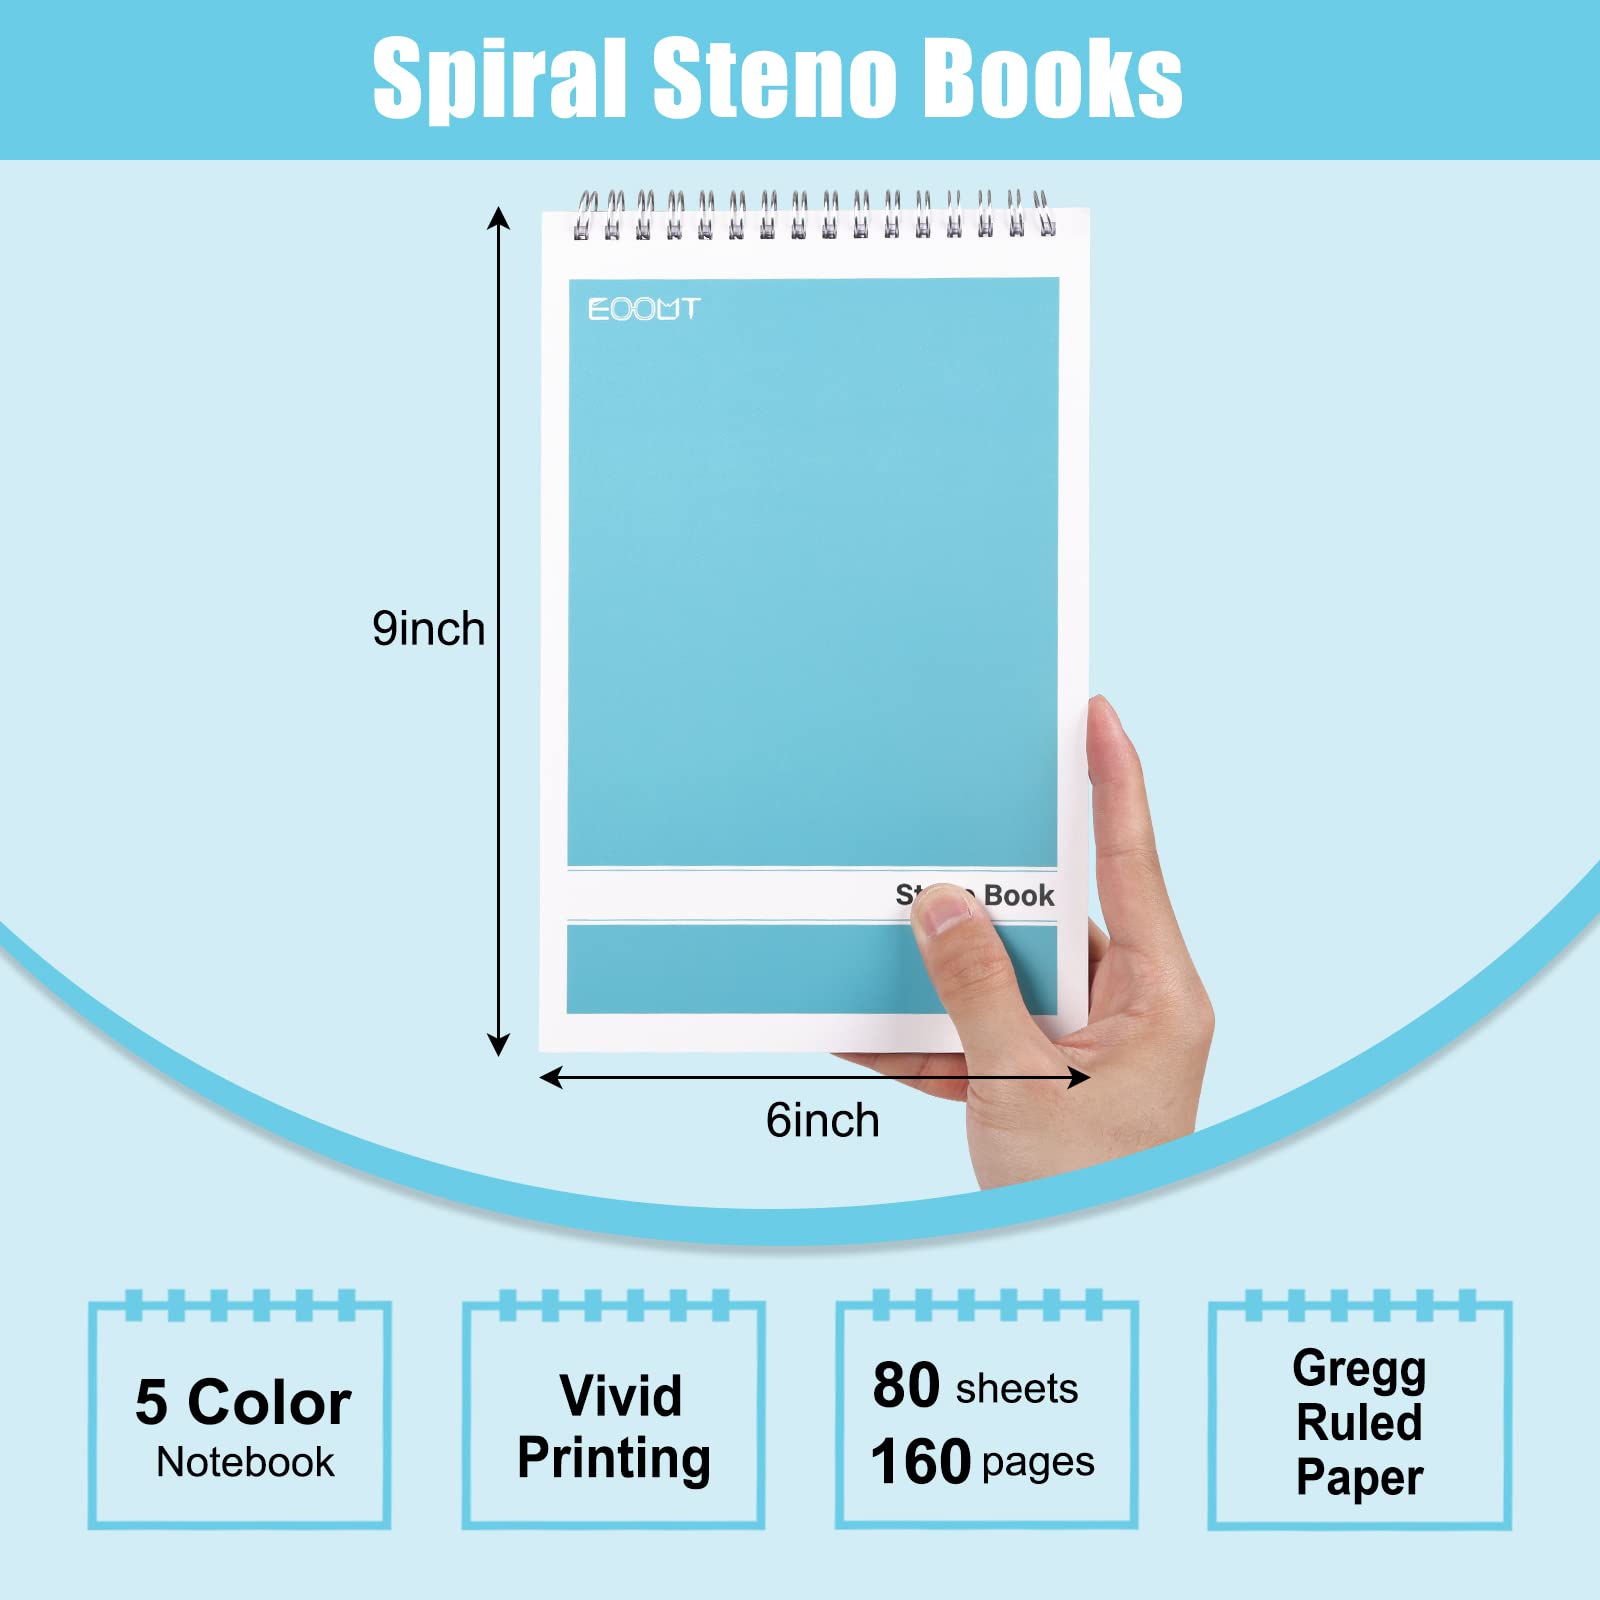 Spiral Steno Books
EOOUT
9inch
Steno Book
6inch
5 Color
Notebook
Vivid
Printing
80 sheets
160 pages
Gregg
Ruled
Paper